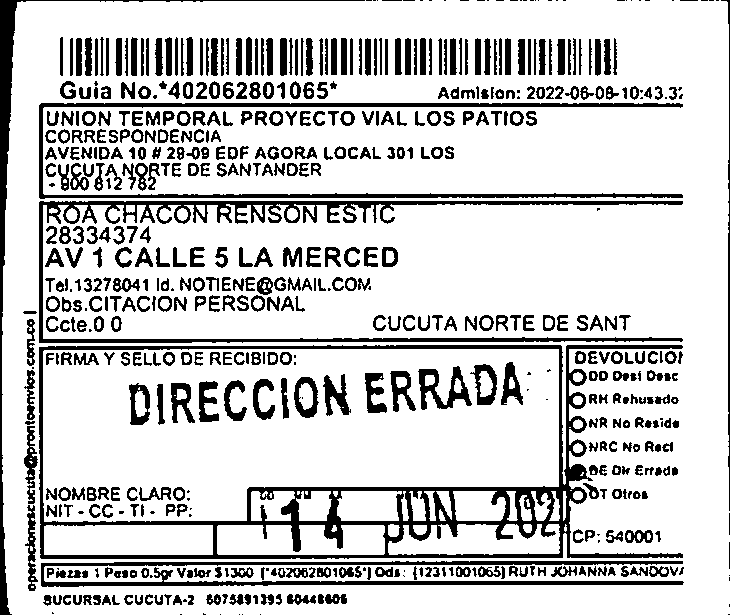 Guia No.*402062801065*
Admision: 2022-06-08-10:43.32
UNION TEMPORAL PROYECTO VIAL LOS PATIOS
CORRESPONDENCIA
AVENIDA 10 # 29-09 EDF AGORA LOCAL 301 LOS
CUCUTA NORTE DE SANTANDER
- 900 812 782
ROA CHACON RENSON ESTIC
28334374
AV 1 CALLE 5 LA MERCED
Tel.13278041 Id. NOTIENE@GMAIL.COM
Obs.CITACION PERSONAL
Ccte.0 0
CUCUTA NORTE DE SANT
operacionescucuta@prontoenvios.com.co |
FIRMA Y SELLO DE RECIBIDO:
DIRECCION ERRADA
DEVOLUCION
DD Desi Desc
RH Rehusado
NR No Reside
NRC No Recl
DE Dir Errada
OT Otros
CP: 540001
NOMBRE CLARO:
NIT - CC - TI - PP:
14 JUN 202
Piezas 1 Peso 0.5gr Valor $1300 [*402062801065*] Ods: [12311001065] RUTH JOHANNA SANDOVA
SUCURSAL CUCUTA-2 6075891395 60448606